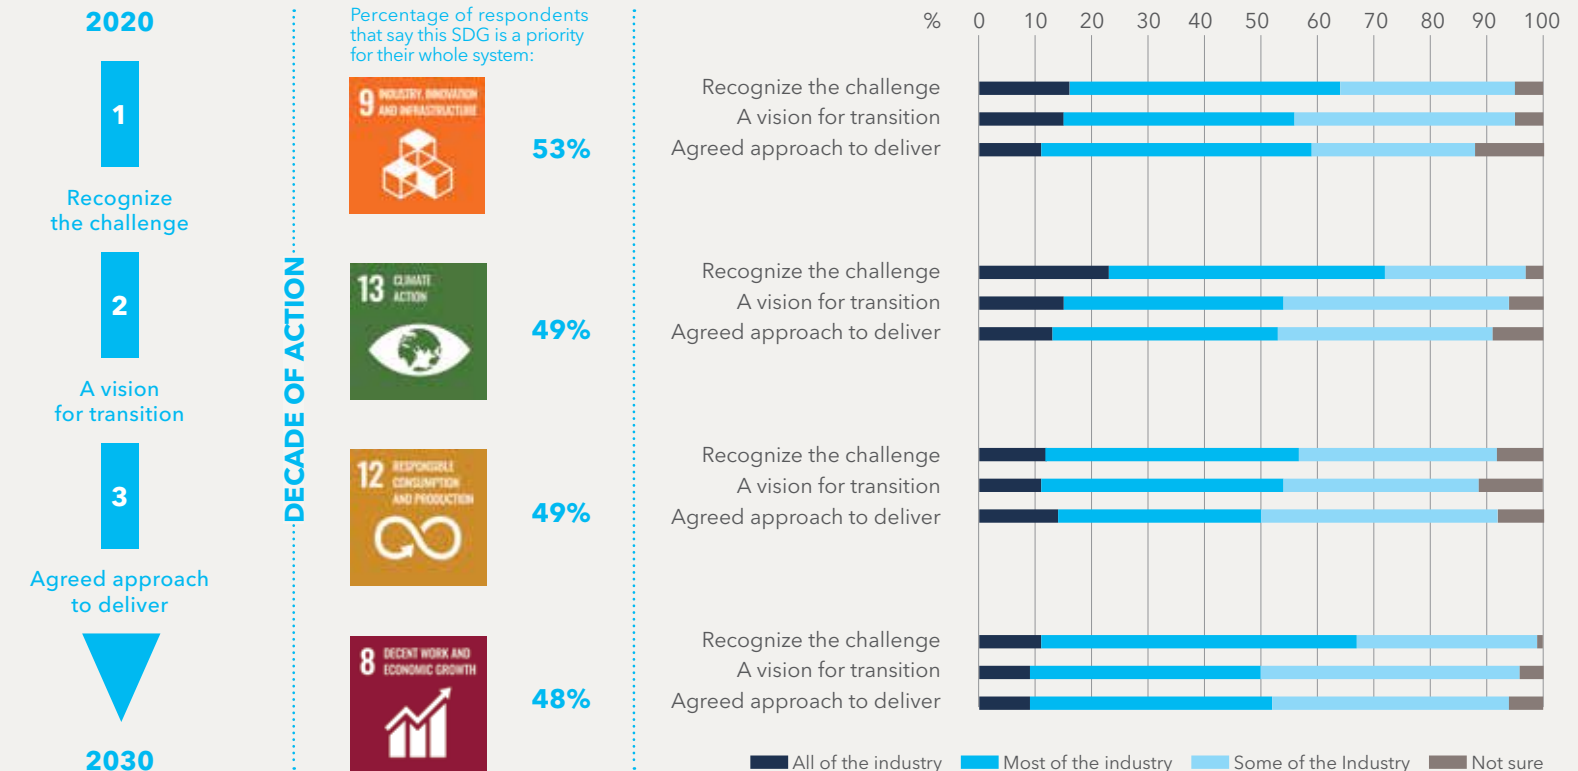 2020
1
Recognize
the challenge
2
A vision
for transition
3
Agreed approach
to deliver
2030
DECADE OF ACTION
Percentage of respondents
that say this SDG is a priority
for their whole system:
9 INDUSTRY, INNOVATION
AND INFRASTRUCTURE
53%
13 CLIMATE
ACTION
49%
12 RESPONSIBLE
CONSUMPTION
AND PRODUCTION
49%
8 DECENT WORK AND
ECONOMIC GROWTH
48%
% 0 10 20 30 40 50 60 70 80 90 100
Recognize the challenge
A vision for transition
Agreed approach to deliver
Recognize the challenge
A vision for transition
Agreed approach to deliver
Recognize the challenge
A vision for transition
Agreed approach to deliver
Recognize the challenge
A vision for transition
Agreed approach to deliver
All of the industry Most of the industry Some of the Industry Not sure